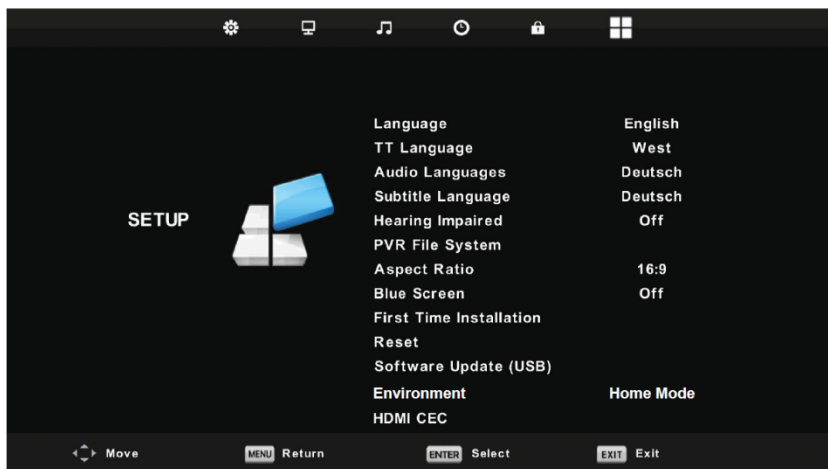 Language English
TT Language West
Audio Languages Deutsch
Subtitle Language Deutsch
SETUP
Hearing Impaired Off
PVR File System
Aspect Ratio 16:9
Blue Screen Off
First Time Installation
Reset
Software Update (USB)
Environment Home Mode
HDMI CEC
Move MENU Return ENTER Select EXIT Exit